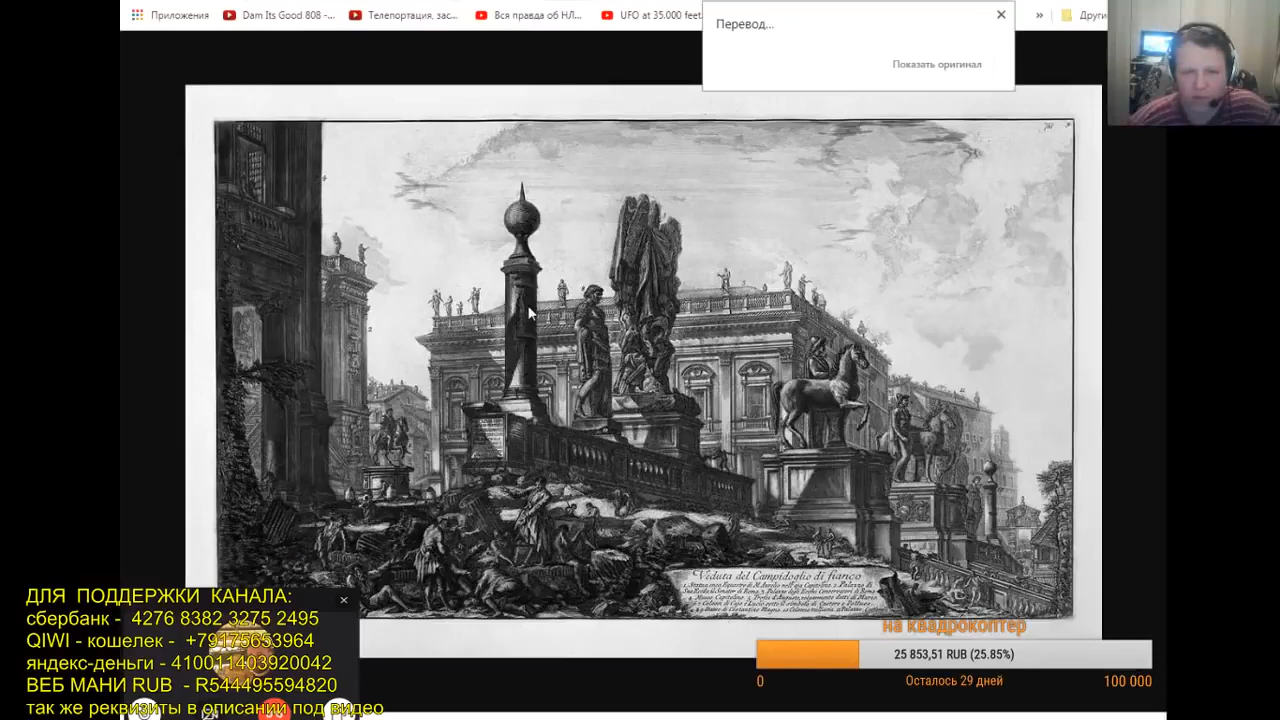 Приложения
Dam Its Good 808 -...
Телепортация, зас...
Вся правда об НЛ...
UFO at 35.000 feet.
»
Други
Перевод...
Показать оригинал
Veduta del Campidoglio di fianco
ДЛЯ ПОДДЕРЖКИ КАНАЛА:
сбербанк - 4276 8382 3275 2495
QIWI - кошелек - +79175653964
яндекс-деньги - 410011403920042
ВЕБ МАНИ RUB - R544495594820
так же реквизиты в описании под видео
на квадрокоптер
25 853,51 RUB (25.85%)
0
Осталось 29 дней
100 000